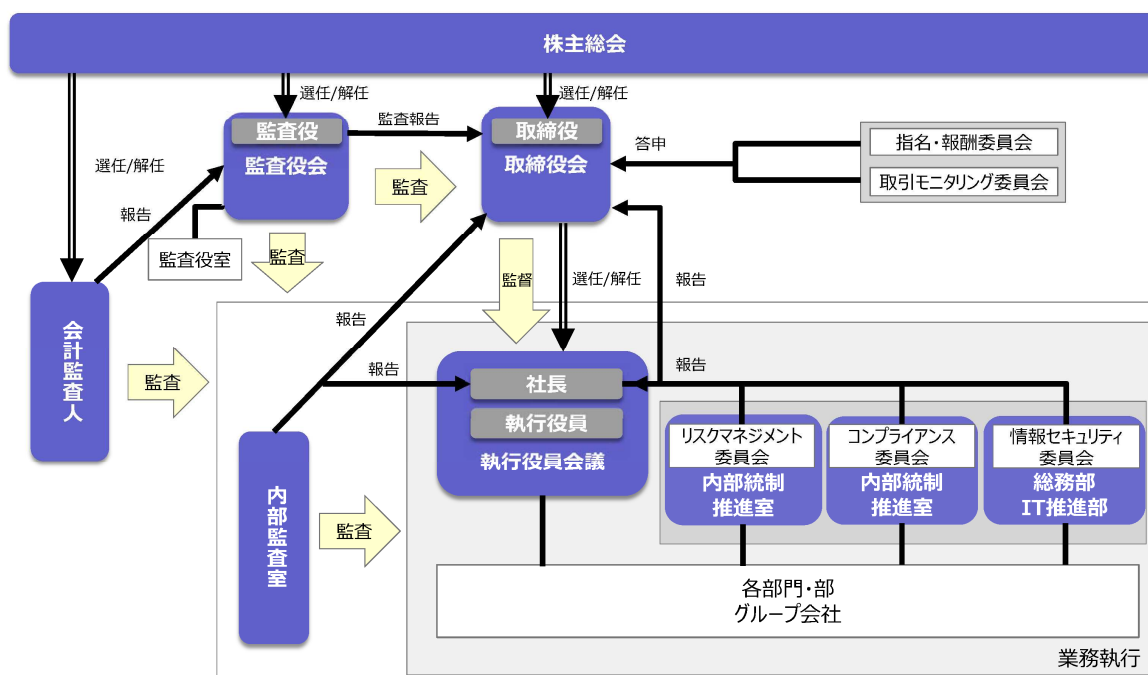 株主総会
選任/解任
選任/解任
選任/解任
監査役
監査役会
監査報告
取締役
取締役会
答申
指名・報酬委員会
取引モニタリング委員会
監査
報告
監査役室
監査
監督
選任/解任
報告
会計監査人
監査
報告
報告
報告
社長
執行役員
執行役員会議
リスクマネジメント
委員会
内部統制
推進室
コンプライアンス
委員会
内部統制
推進室
情報セキュリティ
委員会
総務部
IT推進部
内部監査室
監査
各部門・部
グループ会社
業務執行